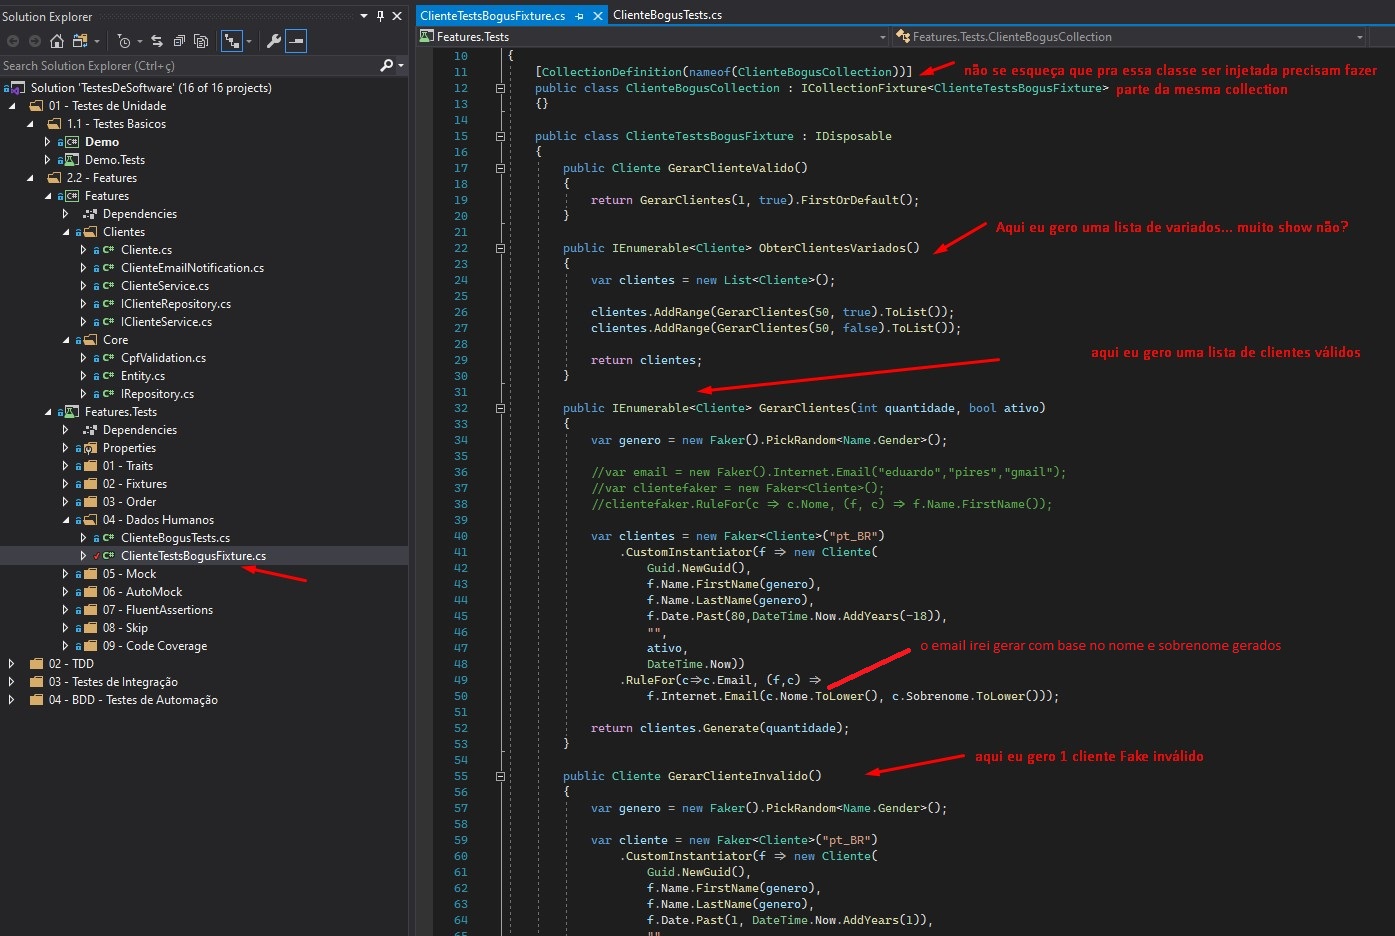 Solution Explorer
Search Solution Explorer (Ctrl+ç)
Solution 'TestesDeSoftware' (16 of 16 projects)
01 - Testes de Unidade
1.1 - Testes Basicos
Demo
Demo.Tests
2.2 - Features
Features
Dependencies
Clientes
Cliente.cs
ClienteEmailNotification.cs
ClienteService.cs
IClienteRepository.cs
IClienteService.cs
Core
CpfValidation.cs
Entity.cs
IRepository.cs
Features.Tests
Dependencies
Properties
01 - Traits
02 - Fixtures
03 - Order
04 - Dados Humanos
ClienteBogusTests.cs
ClienteTestsBogusFixture.cs
05 - Mock
06 - AutoMock
07 - FluentAssertions
08 - Skip
09 - Code Coverage
02 - TDD
03 - Testes de Integração
04 - BDD - Testes de Automação
ClienteTestsBogusFixture.cs ClienteBogusTests.cs
Features.Tests Features.Tests.ClienteBogusCollection
10 {
11 [CollectionDefinition(nameof(ClienteBogusCollection))] não se esqueça que pra essa classe ser injetada precisam fazer
12 public class ClienteBogusCollection : ICollectionFixture<ClienteTestsBogusFixture> parte da mesma collection
13 {}
14
15 public class ClienteTestsBogusFixture : IDisposable
16 {
17 public Cliente GerarClienteValido()
18 {
19 return GerarClientes(1, true).FirstOrDefault();
20 }
21 Aqui eu gero uma lista de variados... muito show não?
22 public IEnumerable<Cliente> ObterClientesVariados()
23 {
24 var clientes = new List<Cliente>();
25
26 clientes.AddRange(GerarClientes(50, true).ToList());
27 clientes.AddRange(GerarClientes(50, false).ToList());
28
29 return clientes; aqui eu gero uma lista de clientes válidos
30 }
31
32 public IEnumerable<Cliente> GerarClientes(int quantidade, bool ativo)
33 {
34 var genero = new Faker().PickRandom<Name.Gender>();
35
36 //var email = new Faker().Internet.Email("eduardo","pires","gmail");
37 //var clientefaker = new Faker<Cliente>();
38 //clientefaker.RuleFor(c => c.Nome, (f, c) => f.Name.FirstName());
39
40 var clientes = new Faker<Cliente>("pt_BR")
41 .CustomInstantiator(f => new Cliente(
42 Guid.NewGuid(),
43 f.Name.FirstName(genero),
44 f.Name.LastName(genero),
45 f.Date.Past(80,DateTime.Now.AddYears(-18)),
46 "",
47 ativo, o email irei gerar com base no nome e sobrenome gerados
48 DateTime.Now))
49 .RuleFor(c=>c.Email, (f,c) =>
50 f.Internet.Email(c.Nome.ToLower(), c.Sobrenome.ToLower()));
51
52 return clientes.Generate(quantidade);
53 }
54 aqui eu gero 1 cliente Fake inválido
55 public Cliente GerarClienteInvalido()
56 {
57 var genero = new Faker().PickRandom<Name.Gender>();
58
59 var cliente = new Faker<Cliente>("pt_BR")
60 .CustomInstantiator(f => new Cliente(
61 Guid.NewGuid(),
62 f.Name.FirstName(genero),
63 f.Name.LastName(genero),
64 f.Date.Past(1, DateTime.Now.AddYears(1)),
65 ""